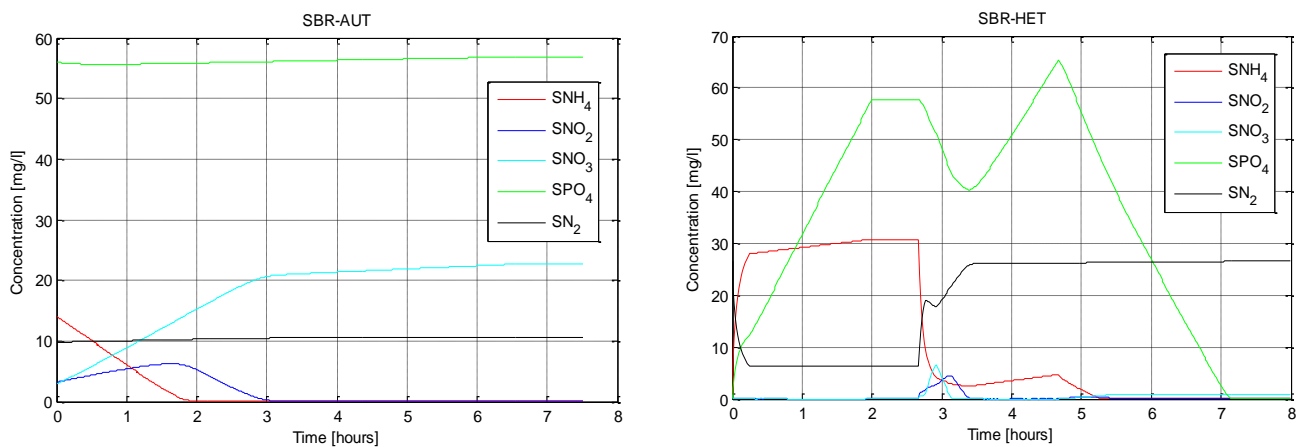 SBR-AUT
60
50
40
30
20
10
0
Concentration [mg/l]
0 1 2 3 4 5 6 7 8
Time [hours]
SNH4
SNO2
SNO3
SPO4
SN2
SBR-HET
70
60
50
40
30
20
10
0
Concentration [mg/l]
0 1 2 3 4 5 6 7 8
Time [hours]
SNH4
SNO2
SNO3
SPO4
SN2